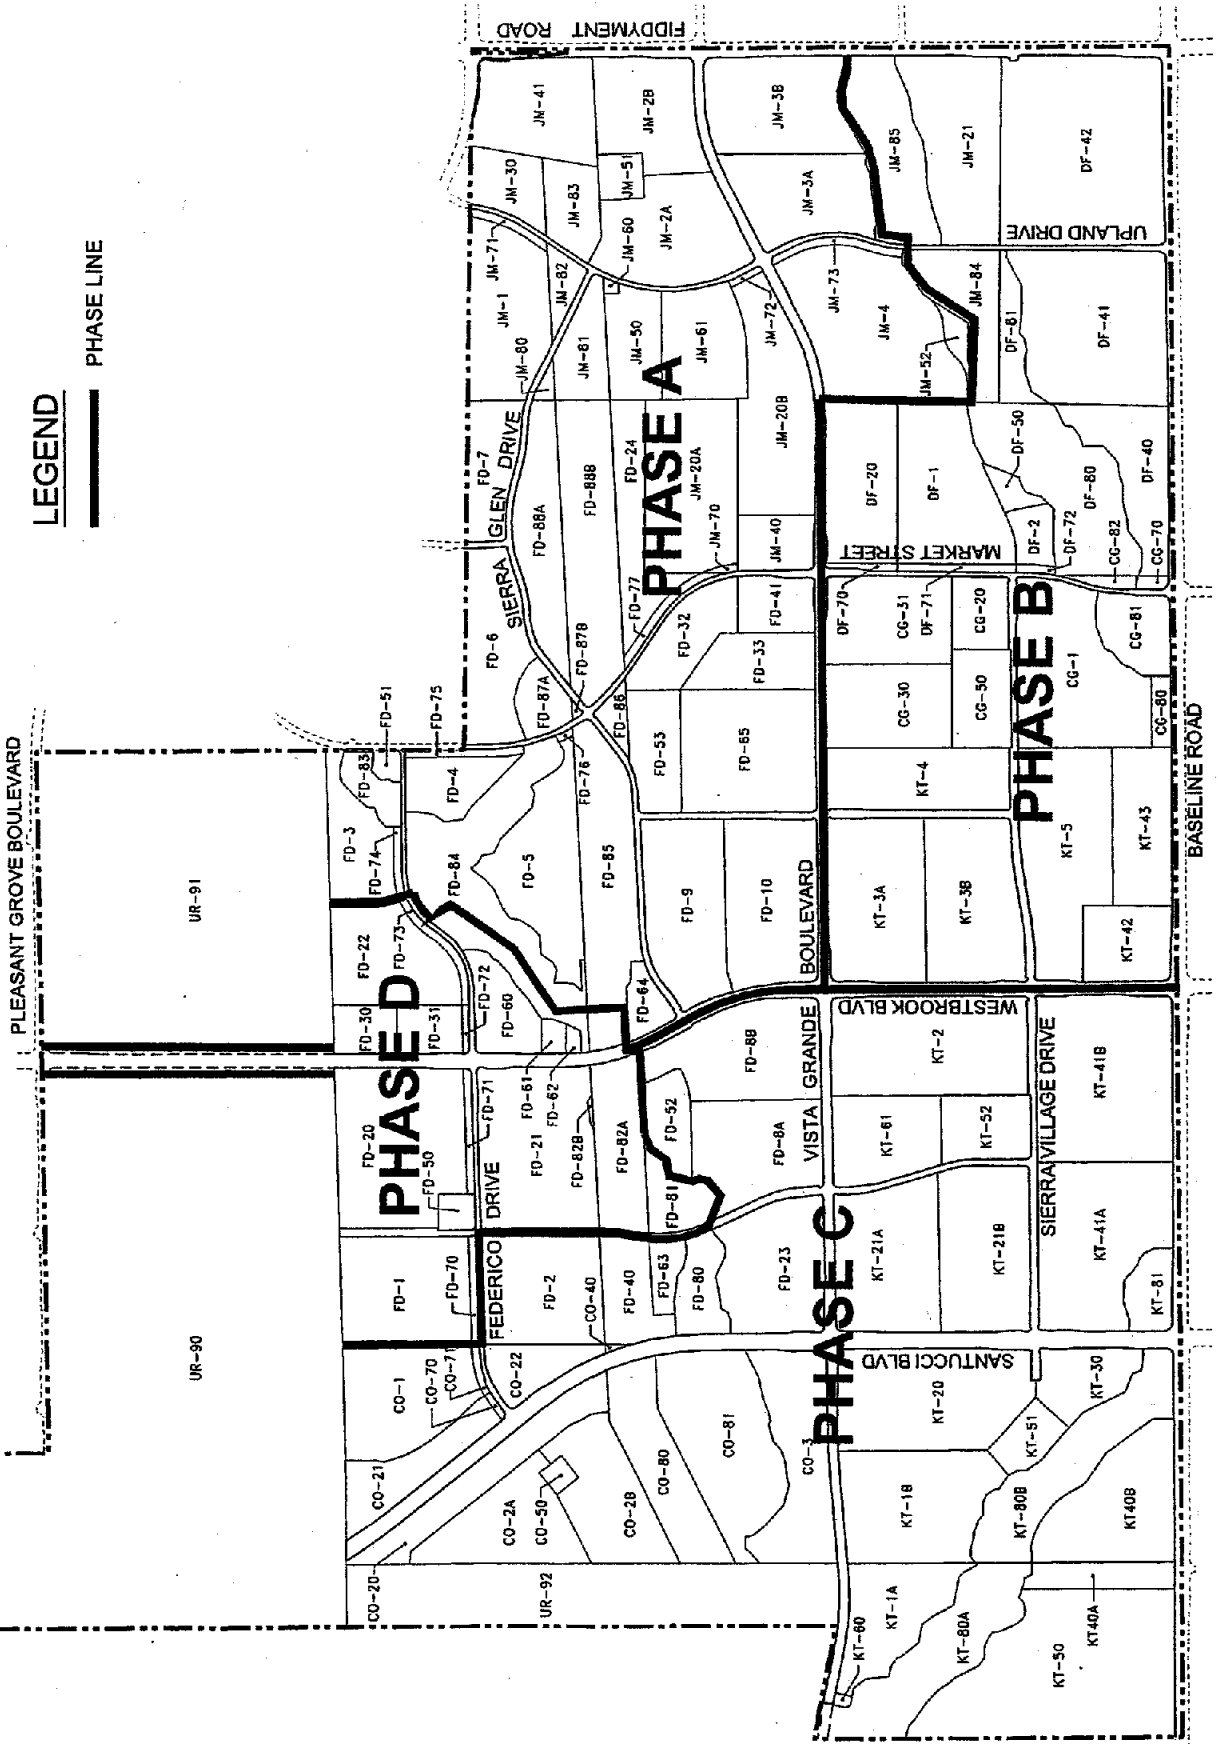 LEGEND
PHASE LINE
PLEASANT GROVE BOULEVARD
FIDDYMENT ROAD
UR-91
UR-90
UR-92
PHASE D
FD-3
FD-83
FD-51
FD-75
FD-74
FD-4
FD-84
FD-5
FD-22
FD-73
FD-30
FD-31
FD-72
FD-60
FD-61
FD-62
FD-20
FD-50
FD-71
FD-21
FD-82B
FD-82A
FEDERICO DRIVE
FD-1
FD-70
FD-2
CO-40
FD-40
FD-63
FD-80
FD-81
FD-52
FD-8A
FD-8B
FD-23
FD-64
CO-1
CO-70
CO-71
CO-22
CO-21
CO-20
CO-2A
CO-50
CO-2B
CO-80
CO-81
CO-3
PHASE A
JM-41
JM-30
JM-71
JM-83
JM-1
JM-82
JM-80
JM-81
JM-2B
JM-51
JM-2A
JM-60
JM-50
JM-61
JM-72
JM-3B
JM-3A
JM-73
JM-4
JM-52
JM-85
JM-21
JM-84
JM-20B
JM-20A
JM-40
JM-70
SIERRA GLEN DRIVE
FD-7
FD-88A
FD-88B
FD-24
FD-6
FD-87A
FD-87B
FD-77
FD-32
FD-41
FD-33
FD-86
FD-76
FD-53
FD-65
FD-85
FD-9
FD-10
VISTA GRANDE BOULEVARD
PHASE B
UPLAND DRIVE
DF-42
DF-81
DF-41
DF-20
DF-1
DF-50
DF-80
DF-40
DF-2
DF-72
CG-82
CG-70
MARKET STREET
DF-70
CG-31
DF-71
CG-20
CG-30
CG-50
CG-1
CG-81
CG-80
KT-4
KT-5
KT-43
KT-3A
KT-3B
KT-42
WESTBROOK BLVD
BASELINE ROAD
PHASE C
KT-2
KT-61
KT-52
KT-21A
KT-21B
SIERRA VILLAGE DRIVE
KT-41B
KT-41A
KT-81
SANTUCCI BLVD
KT-20
KT-30
KT-51
KT-1B
KT-80B
KT40B
KT-1A
KT-60
KT-80A
KT40A
KT-50